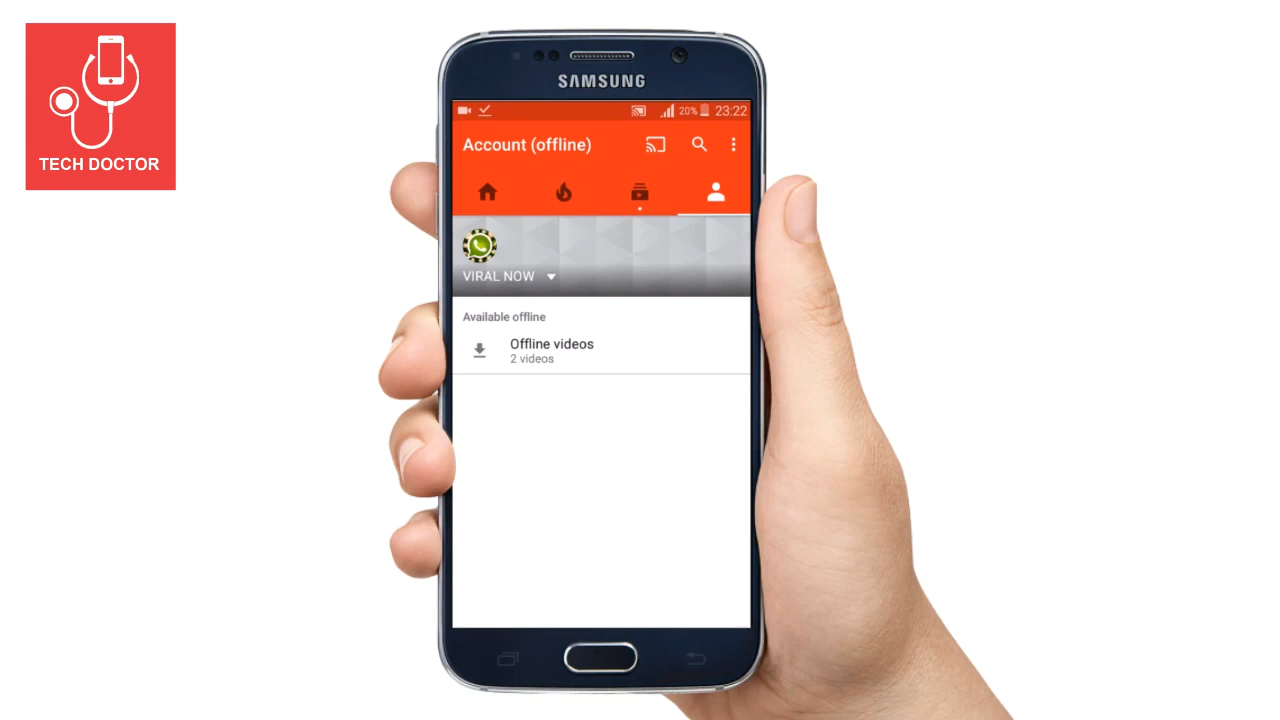 TECH DOCTOR
SAMSUNG
20% 23:22
Account (offline)
VIRAL NOW
Available offline
Offline videos
2 videos